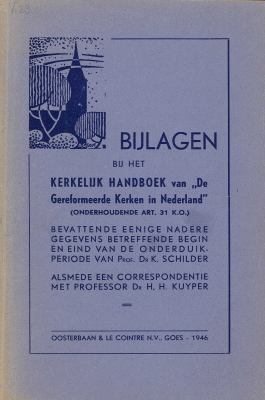 BIJLAGEN
BIJ HET
KERKELIJK HANDBOEK van „De
Gereformeerde Kerken in Nederland"
(ONDERHOUDENDE ART. 31 K.O.)
BEVATTENDE EENIGE NADERE
GEGEVENS BETREFFENDE BEGIN
EN EIND VAN DE ONDERDUIK-
PERIODE VAN PROF. DR K. SCHILDER
ALSMEDE EEN CORRESPONDENTIE
MET PROFESSOR DR H. H. KUYPER
OOSTERBAAN & LE COINTRE N.V., GOES - 1946